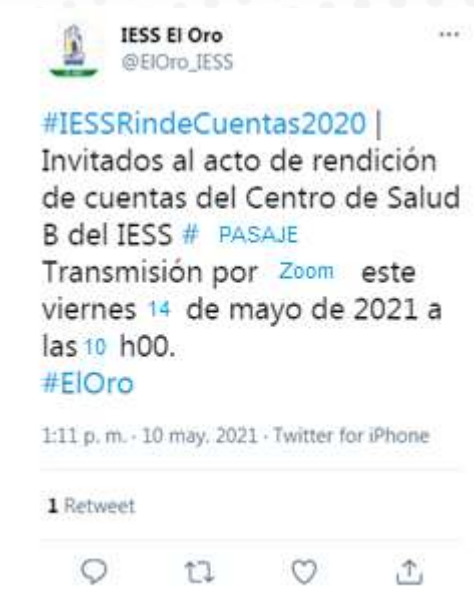 IESS El Oro
@ElOro_IESS
#IESSRindeCuentas2020 |
Invitados al acto de rendición
de cuentas del Centro de Salud
B del IESS # PASAJE
Transmisión por Zoom este
viernes 14 de mayo de 2021 a
las 10 h00.
#ElOro
1:11 p. m. · 10 may. 2021 · Twitter for iPhone
1 Retweet